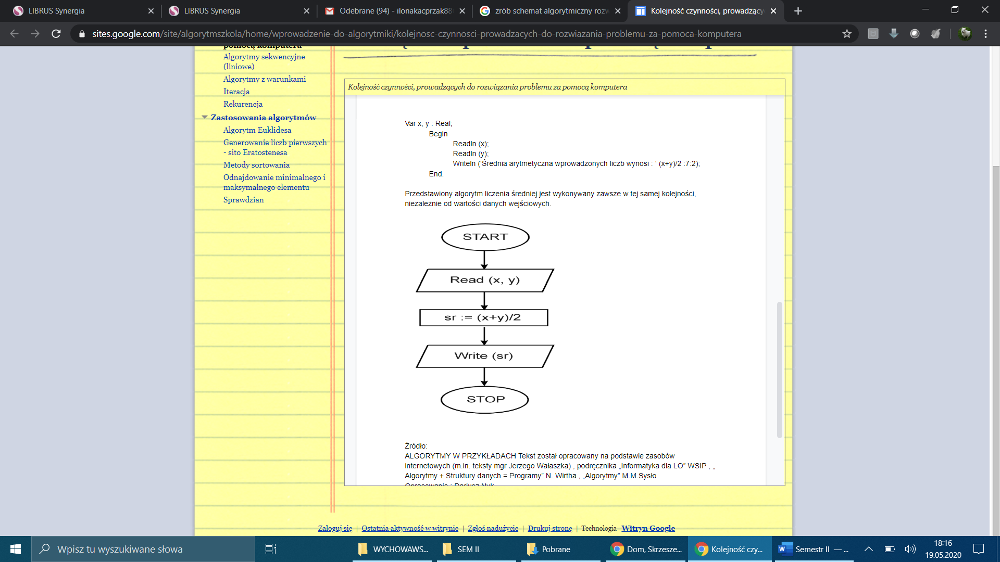 LIBRUS Synergia
LIBRUS Synergia
Odebrane (94) - ilonakacprzak88
zrób schemat algorytmiczny rozw
Kolejność czynności, prowadzący
sites.google.com/site/algorytmszkola/home/wprowadzenie-do-algorytmiki/kolejnosc-czynnosci-prowadzacych-do-rozwiazania-problemu-za-pomoca-komputera
pomocą komputera
Algorytmy sekwencyjne
(liniowe)
Algorytmy z warunkami
Iteracja
Rekurencja
Zastosowania algorytmów
Algorytm Euklidesa
Generowanie liczb pierwszych
- sito Eratostenesa
Metody sortowania
Odnajdowanie minimalnego i
maksymalnego elementu
Sprawdzian
Kolejność czynności, prowadzących do rozwiązania problemu za pomocą komputera
Var x, y : Real;
Begin
Readln (x);
Readln (y);
Writeln (‘Średnia arytmetyczna wprowadzonych liczb wynosi : ‘ (x+y)/2 :7:2);
End.
Przedstawiony algorytm liczenia średniej jest wykonywany zawsze w tej samej kolejności,
niezależnie od wartości danych wejściowych.
START
Read (x, y)
sr := (x+y)/2
Write (sr)
STOP
Źródło:
ALGORYTMY W PRZYKŁADACH Tekst został opracowany na podstawie zasobów
internetowych (m.in. teksty mgr Jerzego Wałaszka) , podręcznika „Informatyka dla LO” WSIP , „
Algorytmy + Struktury danych = Programy” N. Wirtha , „Algorytmy” M.M.Sysło
Opracowanie : Dariusz Nyk
Zaloguj się | Ostatnia aktywność w witrynie | Zgłoś nadużycie | Drukuj stronę | Technologia Witryn Google
Wpisz tu wyszukiwane słowa
WYCHOWAWS...
SEM II
Pobrane
Dom, Skrzesze...
Kolejność czy...
Semestr II — ...
18:16
19.05.2020